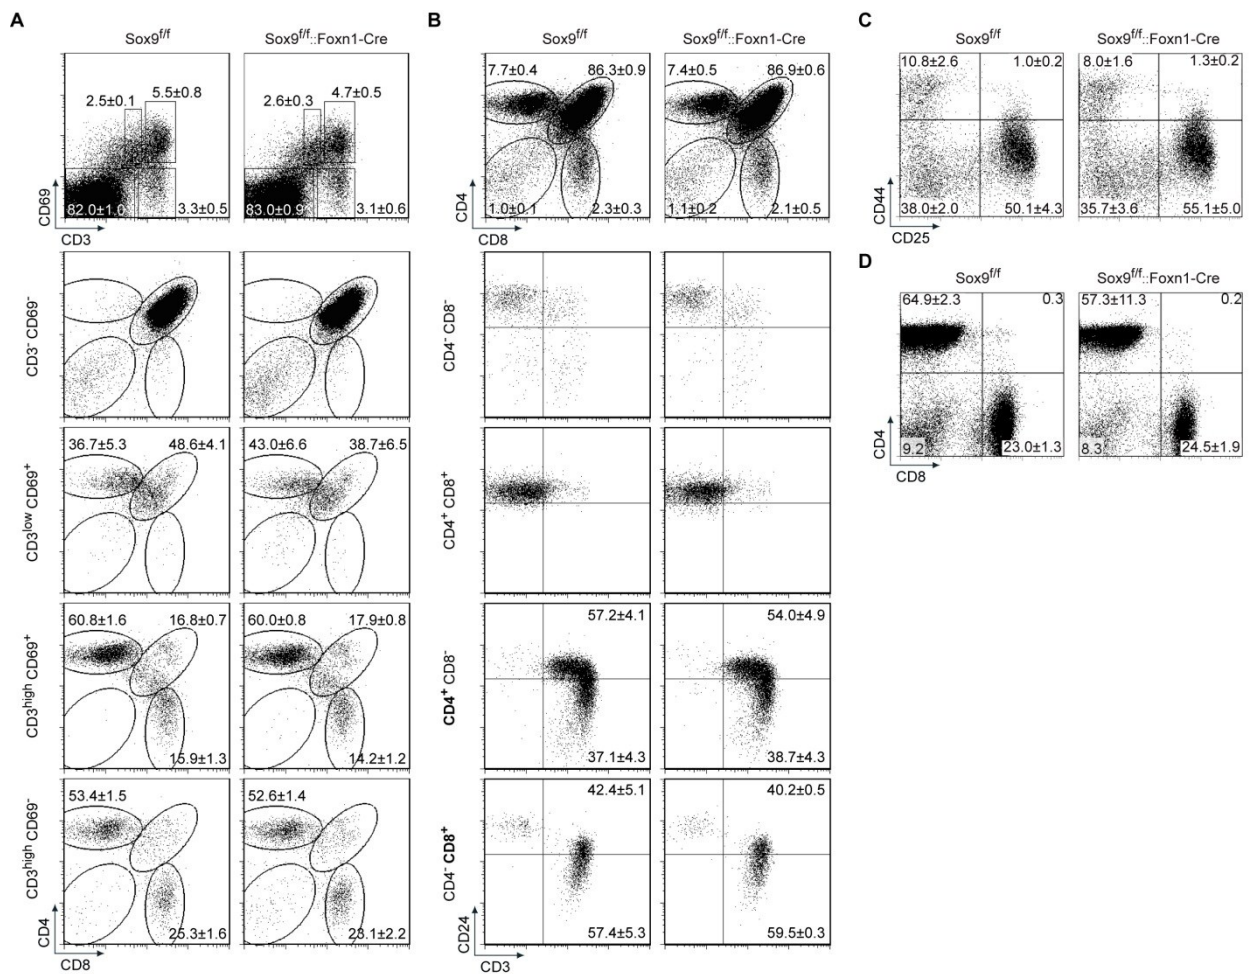 A
Sox9f/f
Sox9f/f::Foxn1-Cre
2.5±0.1
5.5±0.8
82.0±1.0
3.3±0.5
2.6±0.3
4.7±0.5
83.0±0.9
3.1±0.6
CD69
CD3
CD3- CD69-
CD3low CD69+
36.7±5.3
48.6±4.1
43.0±6.6
38.7±6.5
CD3high CD69+
60.8±1.6
16.8±0.7
15.9±1.3
60.0±0.8
17.9±0.8
14.2±1.2
CD3high CD69-
53.4±1.5
25.3±1.6
52.6±1.4
23.1±2.2
CD4
CD8
B
Sox9f/f
Sox9f/f::Foxn1-Cre
7.7±0.4
86.3±0.9
1.0±0.1
2.3±0.3
7.4±0.5
86.9±0.6
1.1±0.2
2.1±0.5
CD4
CD8
CD4- CD8-
CD4+ CD8+
CD4+ CD8-
57.2±4.1
37.1±4.3
54.0±4.9
38.7±4.3
CD4- CD8+
42.4±5.1
57.4±5.3
40.2±0.5
59.5±0.3
CD24
CD3
C
Sox9f/f
Sox9f/f::Foxn1-Cre
10.8±2.6
1.0±0.2
38.0±2.0
50.1±4.3
8.0±1.6
1.3±0.2
35.7±3.6
55.1±5.0
CD44
CD25
D
Sox9f/f
Sox9f/f::Foxn1-Cre
64.9±2.3
0.3
9.2
23.0±1.3
57.3±11.3
0.2
8.3
24.5±1.9
CD4
CD8